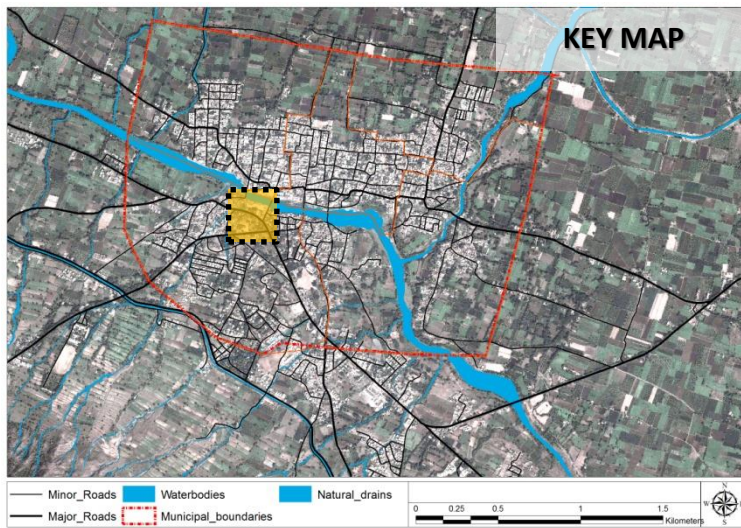 KEY MAP
Minor_Roads Waterbodies Natural_drains
Major_Roads Municipal_boundaries
0 0.25 0.5 1 1.5
Kilometers
N
W
S